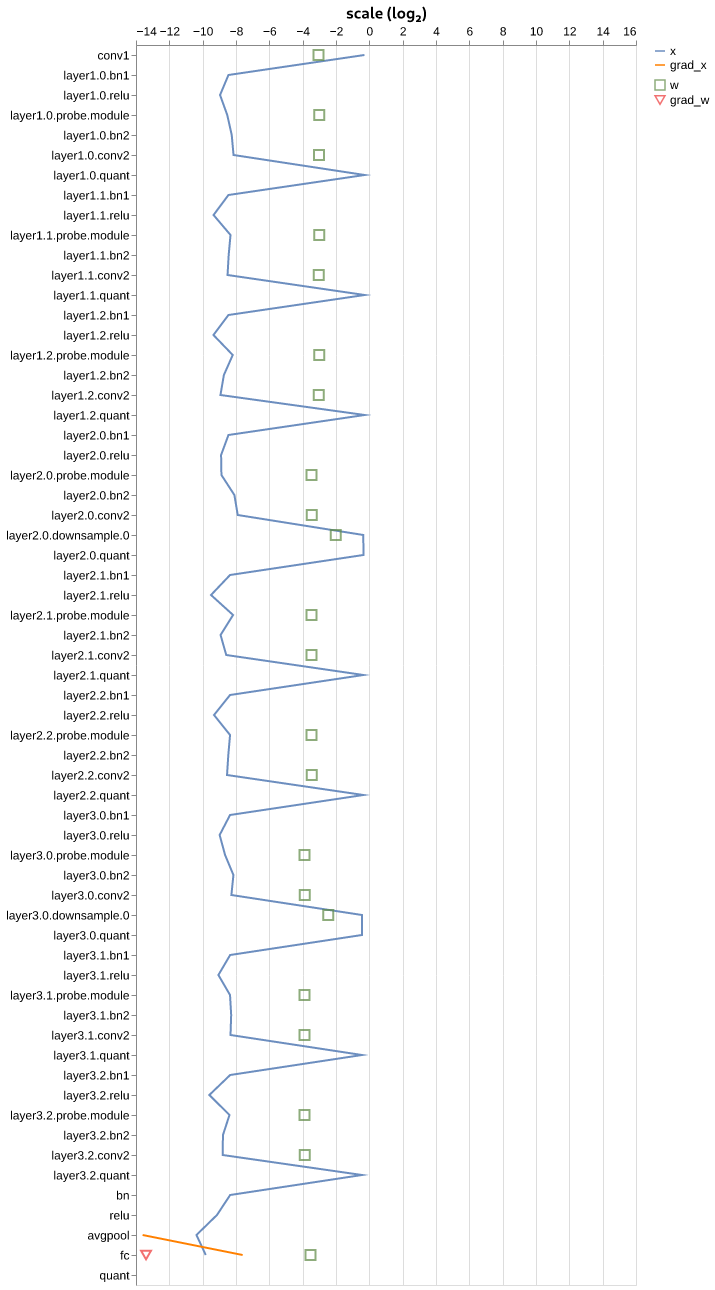 scale (log₂)
−14 −12 −10 −8 −6 −4 −2 0 2 4 6 8 10 12 14 16
x
grad_x
w
grad_w
conv1
layer1.0.bn1
layer1.0.relu
layer1.0.probe.module
layer1.0.bn2
layer1.0.conv2
layer1.0.quant
layer1.1.bn1
layer1.1.relu
layer1.1.probe.module
layer1.1.bn2
layer1.1.conv2
layer1.1.quant
layer1.2.bn1
layer1.2.relu
layer1.2.probe.module
layer1.2.bn2
layer1.2.conv2
layer1.2.quant
layer2.0.bn1
layer2.0.relu
layer2.0.probe.module
layer2.0.bn2
layer2.0.conv2
layer2.0.downsample.0
layer2.0.quant
layer2.1.bn1
layer2.1.relu
layer2.1.probe.module
layer2.1.bn2
layer2.1.conv2
layer2.1.quant
layer2.2.bn1
layer2.2.relu
layer2.2.probe.module
layer2.2.bn2
layer2.2.conv2
layer2.2.quant
layer3.0.bn1
layer3.0.relu
layer3.0.probe.module
layer3.0.bn2
layer3.0.conv2
layer3.0.downsample.0
layer3.0.quant
layer3.1.bn1
layer3.1.relu
layer3.1.probe.module
layer3.1.bn2
layer3.1.conv2
layer3.1.quant
layer3.2.bn1
layer3.2.relu
layer3.2.probe.module
layer3.2.bn2
layer3.2.conv2
layer3.2.quant
bn
relu
avgpool
fc
quant